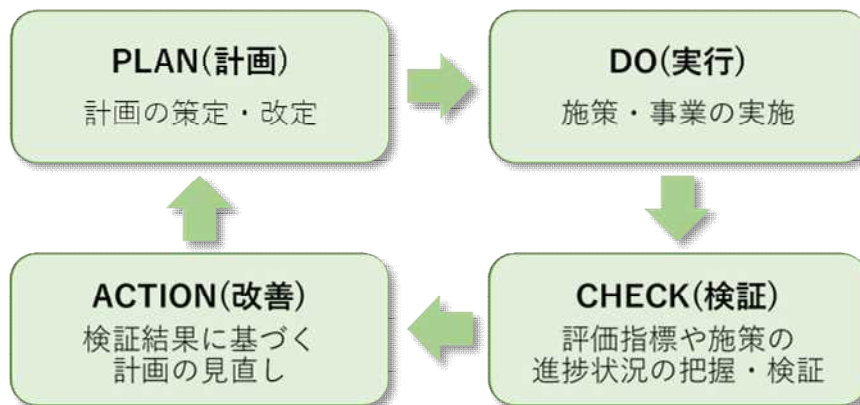 PLAN(計画)
計画の策定・改定
DO(実行)
施策・事業の実施
ACTION(改善)
検証結果に基づく
計画の見直し
CHECK(検証)
評価指標や施策の
進捗状況の把握・検証